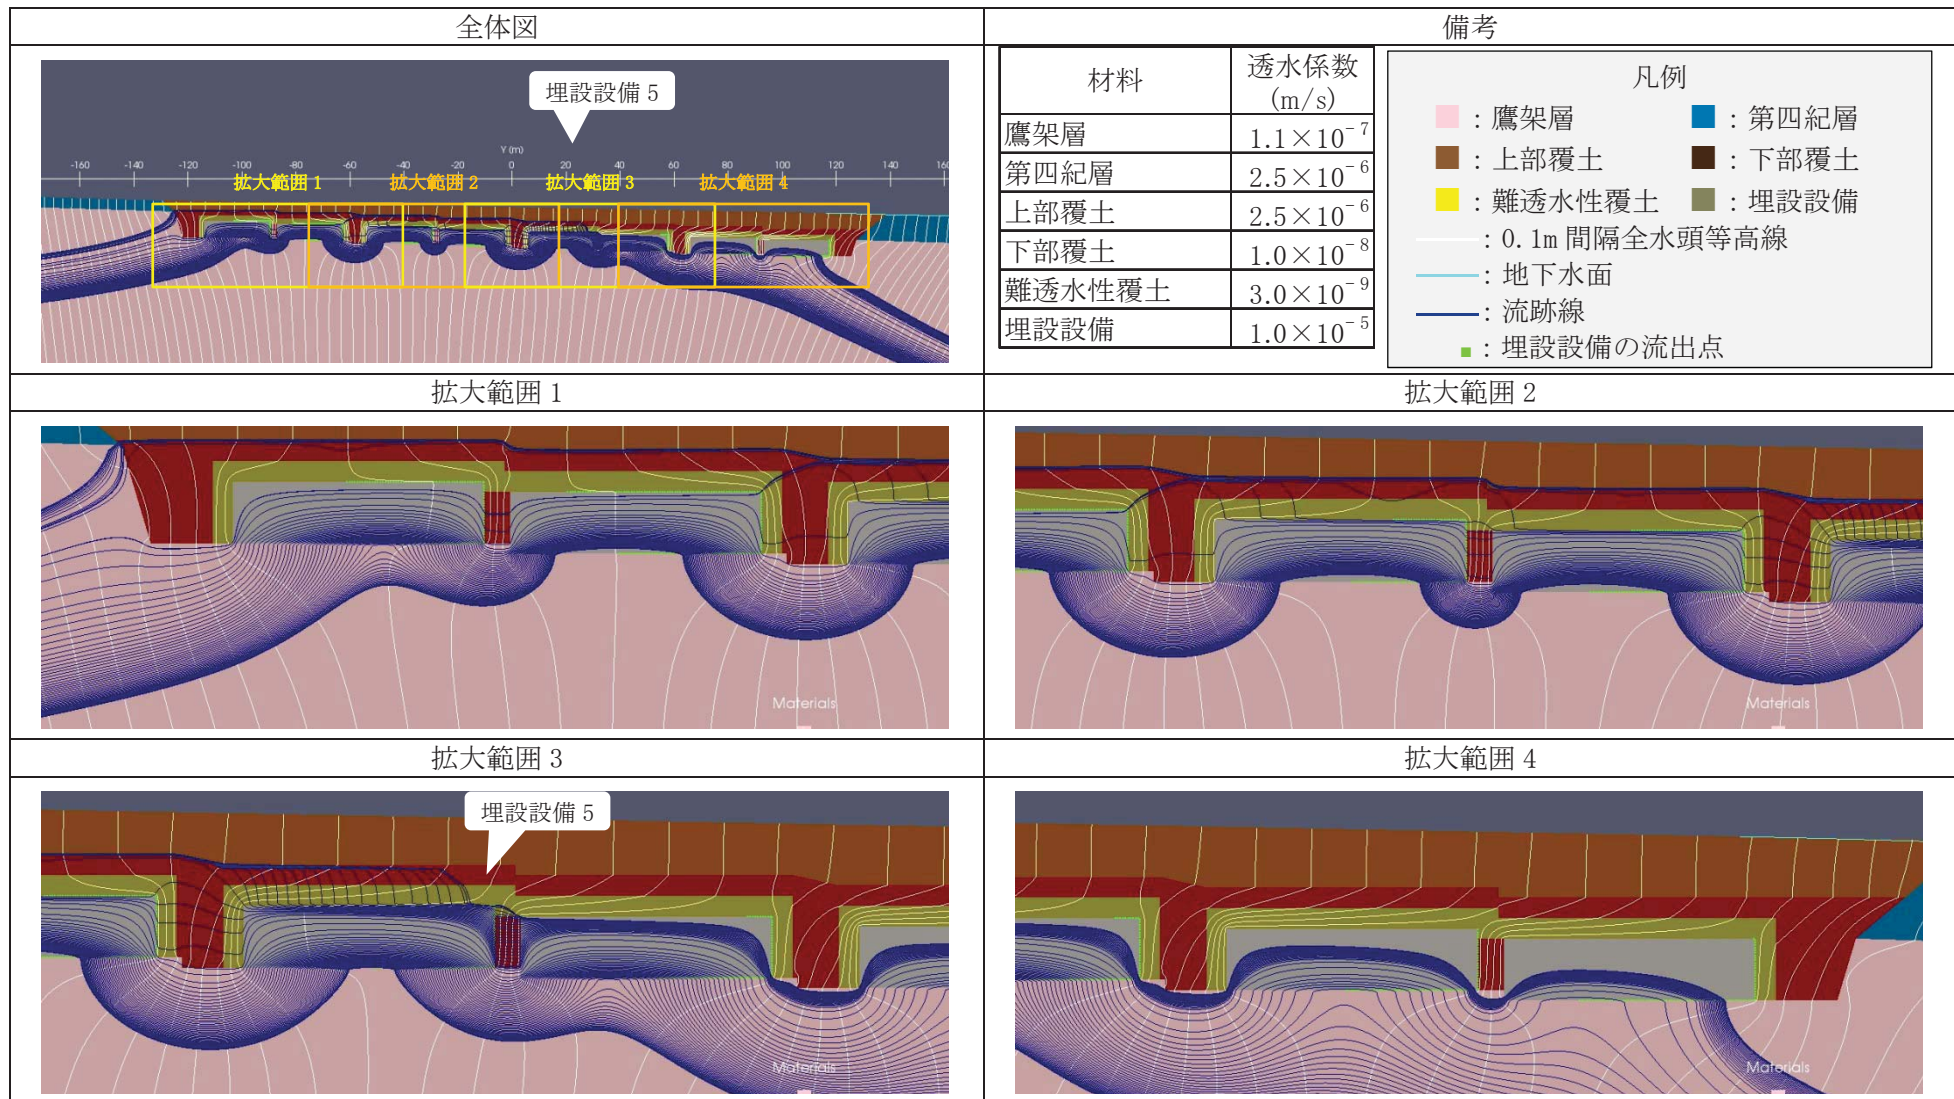 全体図
備考
埋設設備 5
Y (m)
-160 -140 -120 -100 -80 -60 -40 -20 0 20 40 60 80 100 120 140 160
拡大範囲 1 拡大範囲 2 拡大範囲 3 拡大範囲 4
材料 透水係数
(m/s)
鷹架層 1.1×10⁻⁷
第四紀層 2.5×10⁻⁶
上部覆土 2.5×10⁻⁶
下部覆土 1.0×10⁻⁸
難透水性覆土 3.0×10⁻⁹
埋設設備 1.0×10⁻⁵
凡例
：鷹架層 ：第四紀層
：上部覆土 ：下部覆土
：難透水性覆土 ：埋設設備
：0.1m 間隔全水頭等高線
：地下水面
：流跡線
：埋設設備の流出点
拡大範囲 1
拡大範囲 2
Materials
Materials
拡大範囲 3
拡大範囲 4
埋設設備 5
Materials
Materials